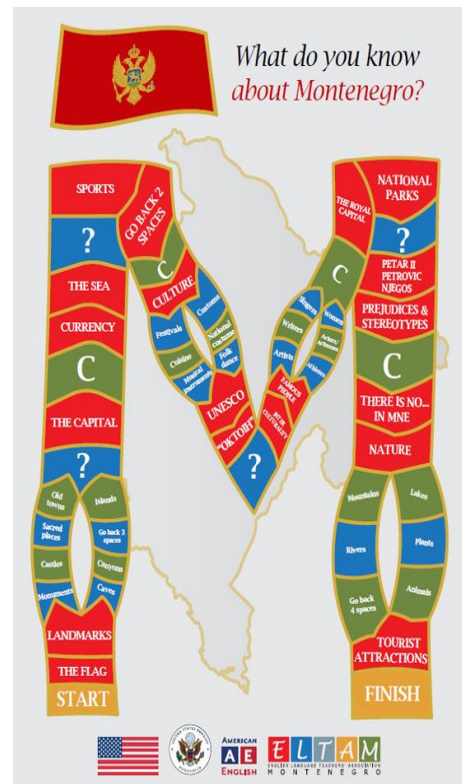 What do you know
about Montenegro?
SPORTS
?
THE SEA
CURRENCY
C
THE CAPITAL
?
Old
towns
Islands
Sacred
places
Go back 3
spaces
Castles
Canyons
Monuments
Caves
LANDMARKS
THE FLAG
START
GO BACK 2
SPACES
C
CULTURE
Festivals
Customs
Cuisine
National
costume
Musical
instruments
Folk
dance
UNESCO
"OKTOIH"
?
FAMOUS
PEOPLE
Artists
Athletes
Writers
Actors/
Actresses
Singers
Women
C
THE ROYAL
CAPITAL
NATIONAL
PARKS
?
PETAR II
PETROVIC
NJEGOS
PREJUDICES &
STEREOTYPES
C
THERE IS NO...
IN MNE
NATURE
Mountains
Lakes
Rivers
Plants
Go back
4 spaces
Animals
TOURIST
ATTRACTIONS
FINISH
AMERICAN
AE
ENGLISH
ELTAM
ENGLISH LANGUAGE TEACHERS' ASSOCIATION
MONTENEGRO